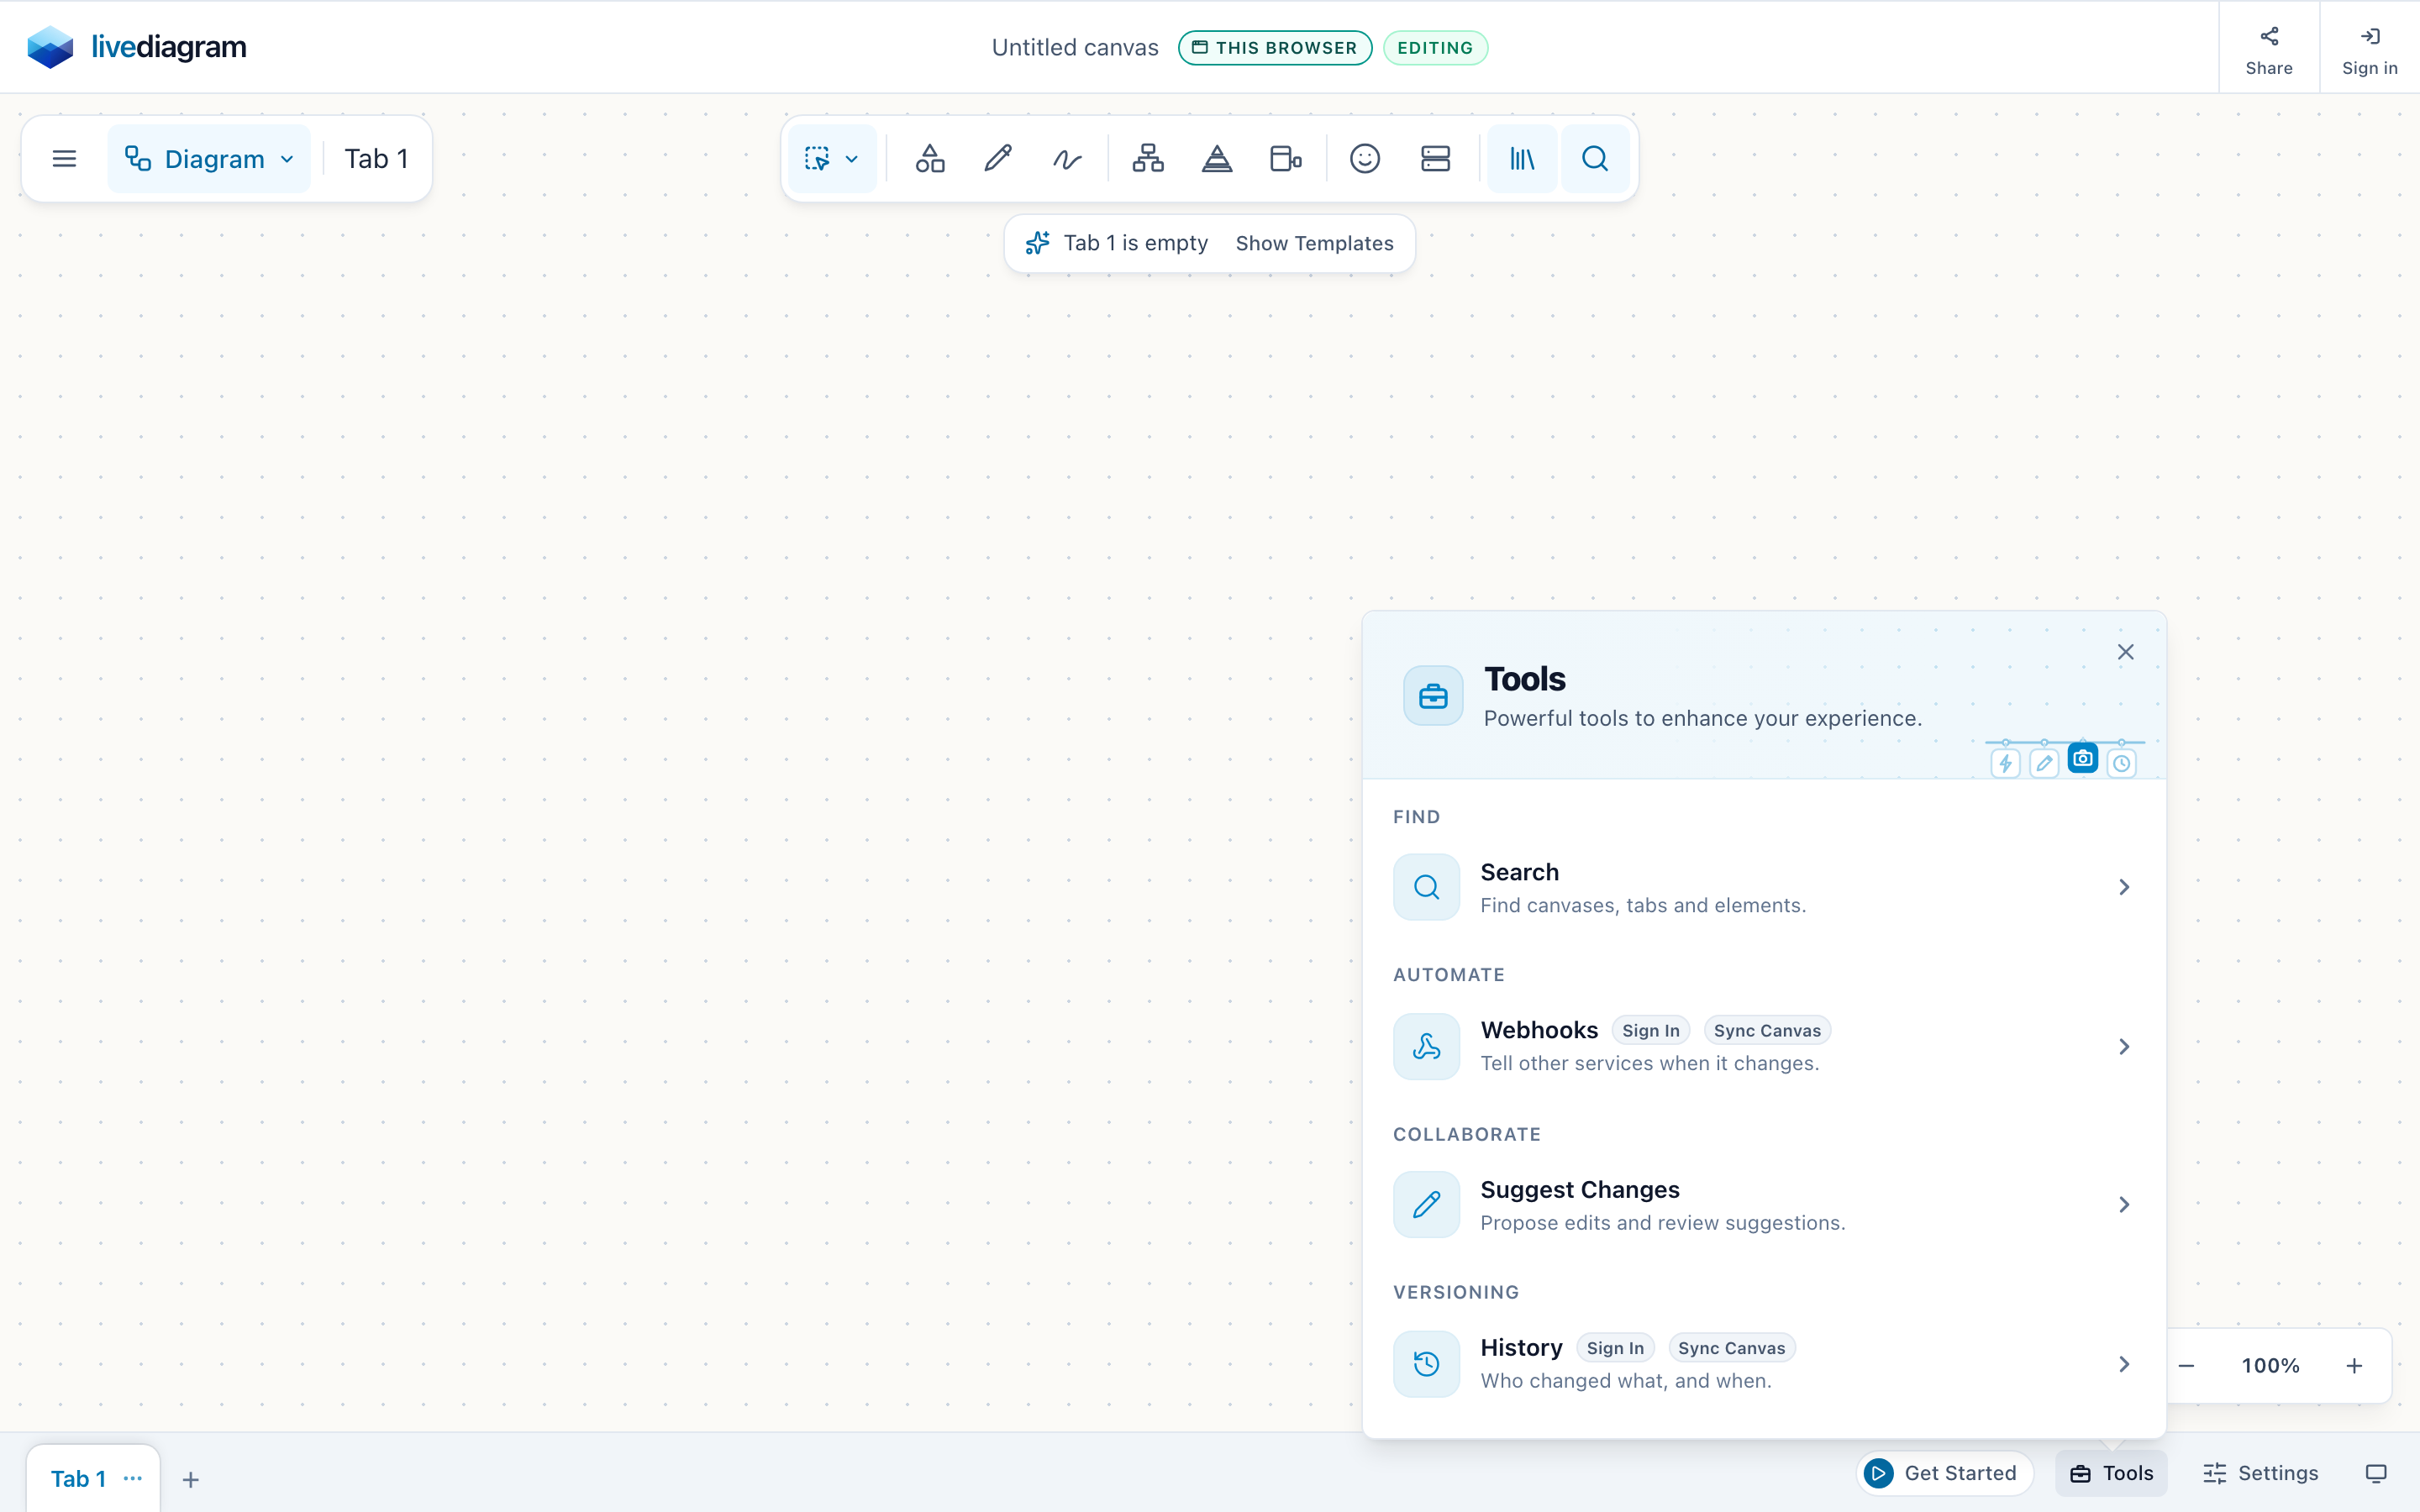 livediagram
Untitled canvas
THIS BROWSER
EDITING
Share
Sign in
Diagram
Tab 1
Tab 1 is empty
Show Templates
Tools
Powerful tools to enhance your experience.
FIND
Search
Find canvases, tabs and elements.
AUTOMATE
Webhooks Sign In Sync Canvas
Tell other services when it changes.
COLLABORATE
Suggest Changes
Propose edits and review suggestions.
VERSIONING
History Sign In Sync Canvas
Who changed what, and when.
100%
Tab 1
Get Started
Tools
Settings